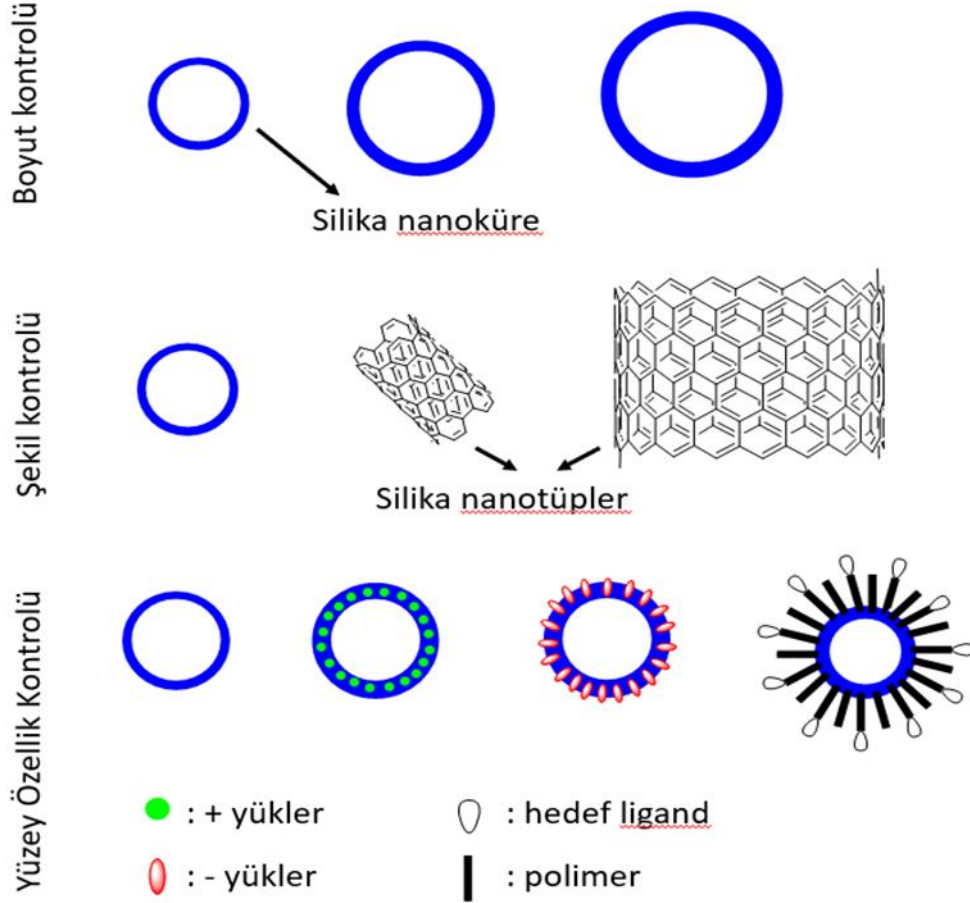 Boyut kontrolü
Silika nanoküre
Şekil kontrolü
Silika nanotüpler
Yüzey Özellik Kontrolü
: + yükler
: hedef ligand
: - yükler
: polimer